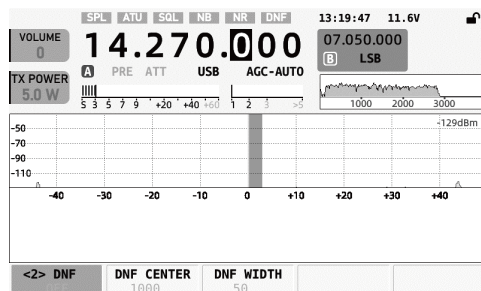 SPL ATU SQL NB NR DNF 13:19:47 11.6V
VOLUME
0
14.270.000
07.050.000
A PRE ATT USB AGC-AUTO
B LSB
TX POWER
5.0 W
S 3 5 7 9 +20 +40 +60 1 2 3 >5
1000 2000 3000
-129dBm
-50
-70
-90
-110
-40 -30 -20 -10 0 +10 +20 +30 +40
<2> DNF DNF CENTER DNF WIDTH
OFF 1000 50